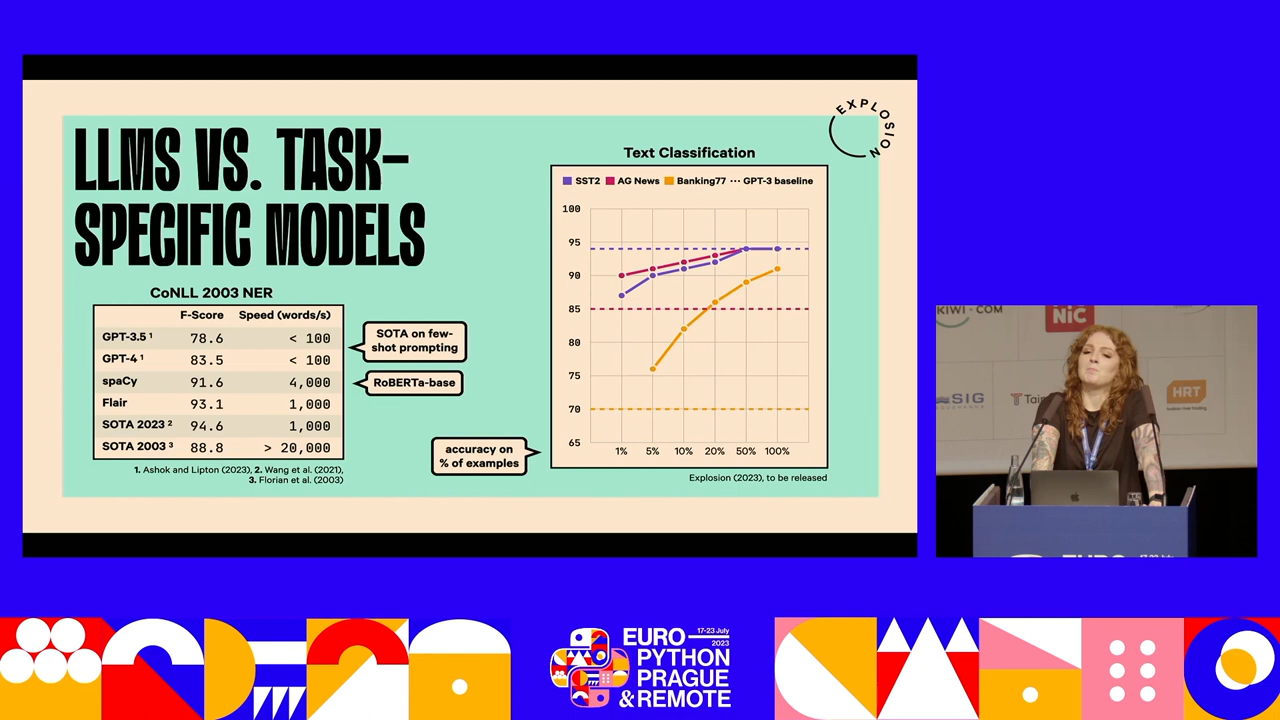 EXPLOSION
LLMS VS. TASK-
SPECIFIC MODELS
CoNLL 2003 NER
F-Score Speed (words/s)
GPT-3.5 ¹ 78.6 < 100
GPT-4 ¹ 83.5 < 100
spaCy 91.6 4,000
Flair 93.1 1,000
SOTA 2023 ² 94.6 1,000
SOTA 2003 ³ 88.8 > 20,000
1. Ashok and Lipton (2023), 2. Wang et al. (2021),
3. Florian et al. (2003)
SOTA on few-
shot prompting
RoBERTa-base
accuracy on
% of examples
Text Classification
SST2 AG News Banking77 GPT-3 baseline
100
95
90
85
80
75
70
65
1% 5% 10% 20% 50% 100%
Explosion (2023), to be released
KIWI.COM
NiC
SIG
HRT
EURO
17-23 July
2023
PYTHON
PRAGUE
& REMOTE